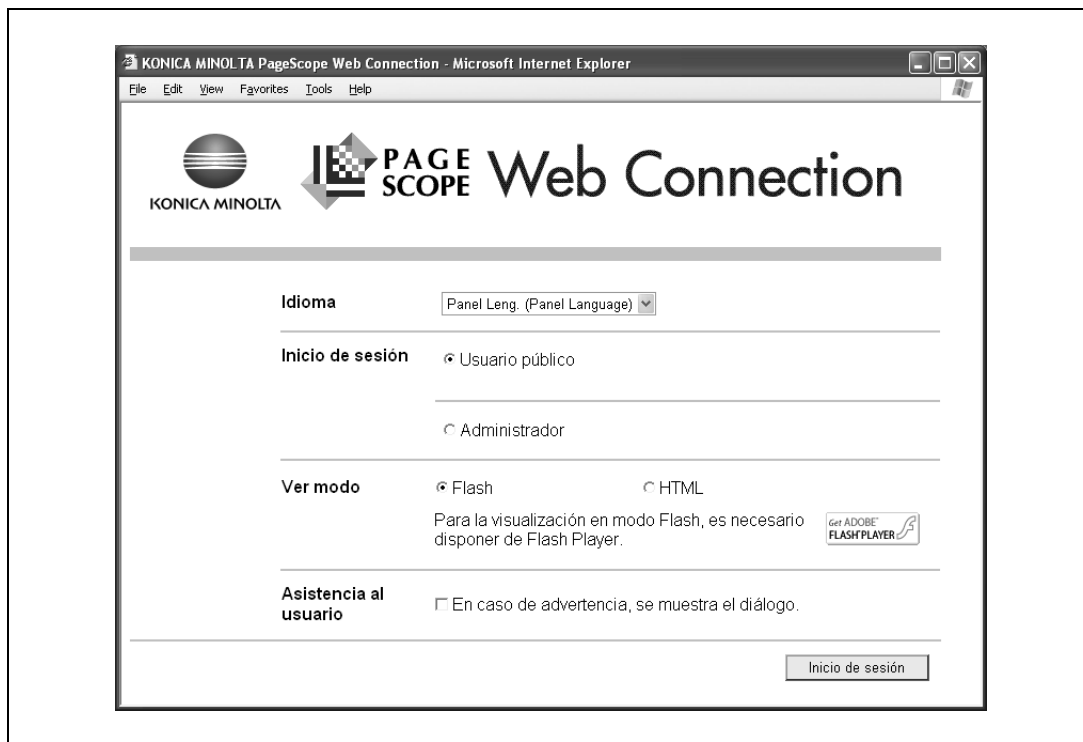 KONICA MINOLTA PageScope Web Connection - Microsoft Internet Explorer
File Edit View Favorites Tools Help
KONICA MINOLTA
PAGE SCOPE Web Connection
Idioma Panel Leng. (Panel Language)
Inicio de sesión Usuario público
Administrador
Ver modo Flash HTML
Para la visualización en modo Flash, es necesario
disponer de Flash Player.
Get ADOBE®
FLASH® PLAYER
Asistencia al
usuario
En caso de advertencia, se muestra el diálogo.
Inicio de sesión